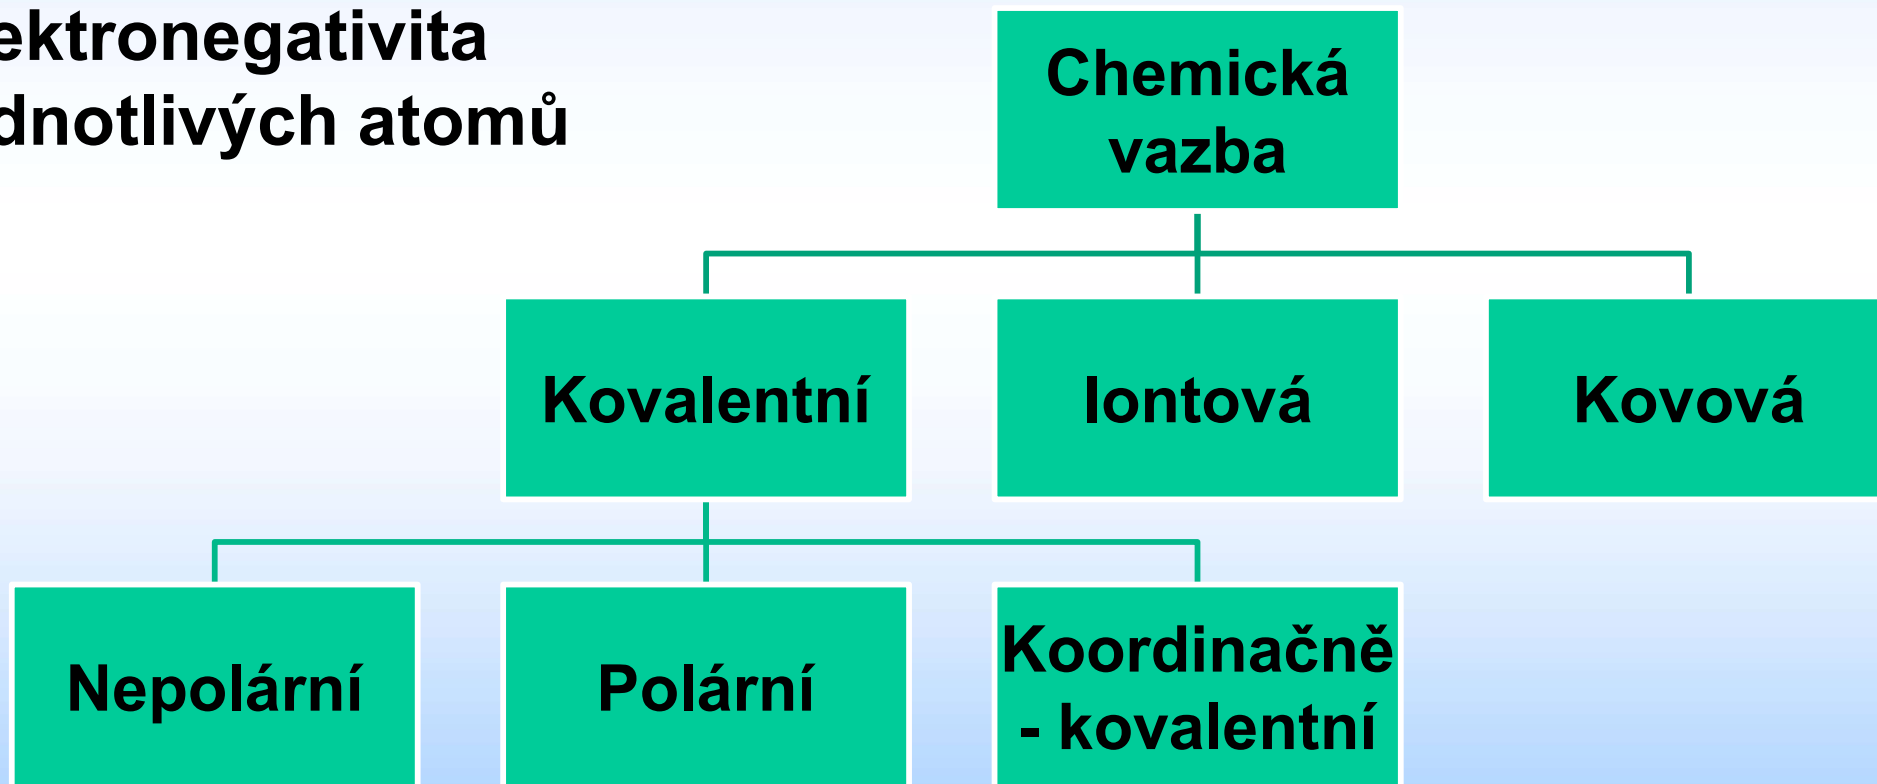 ektronegativita
dnotlivých atomů
Chemická
vazba
Kovalentní
Iontová
Kovová
Nepolární
Polární
Koordinačně
- kovalentní